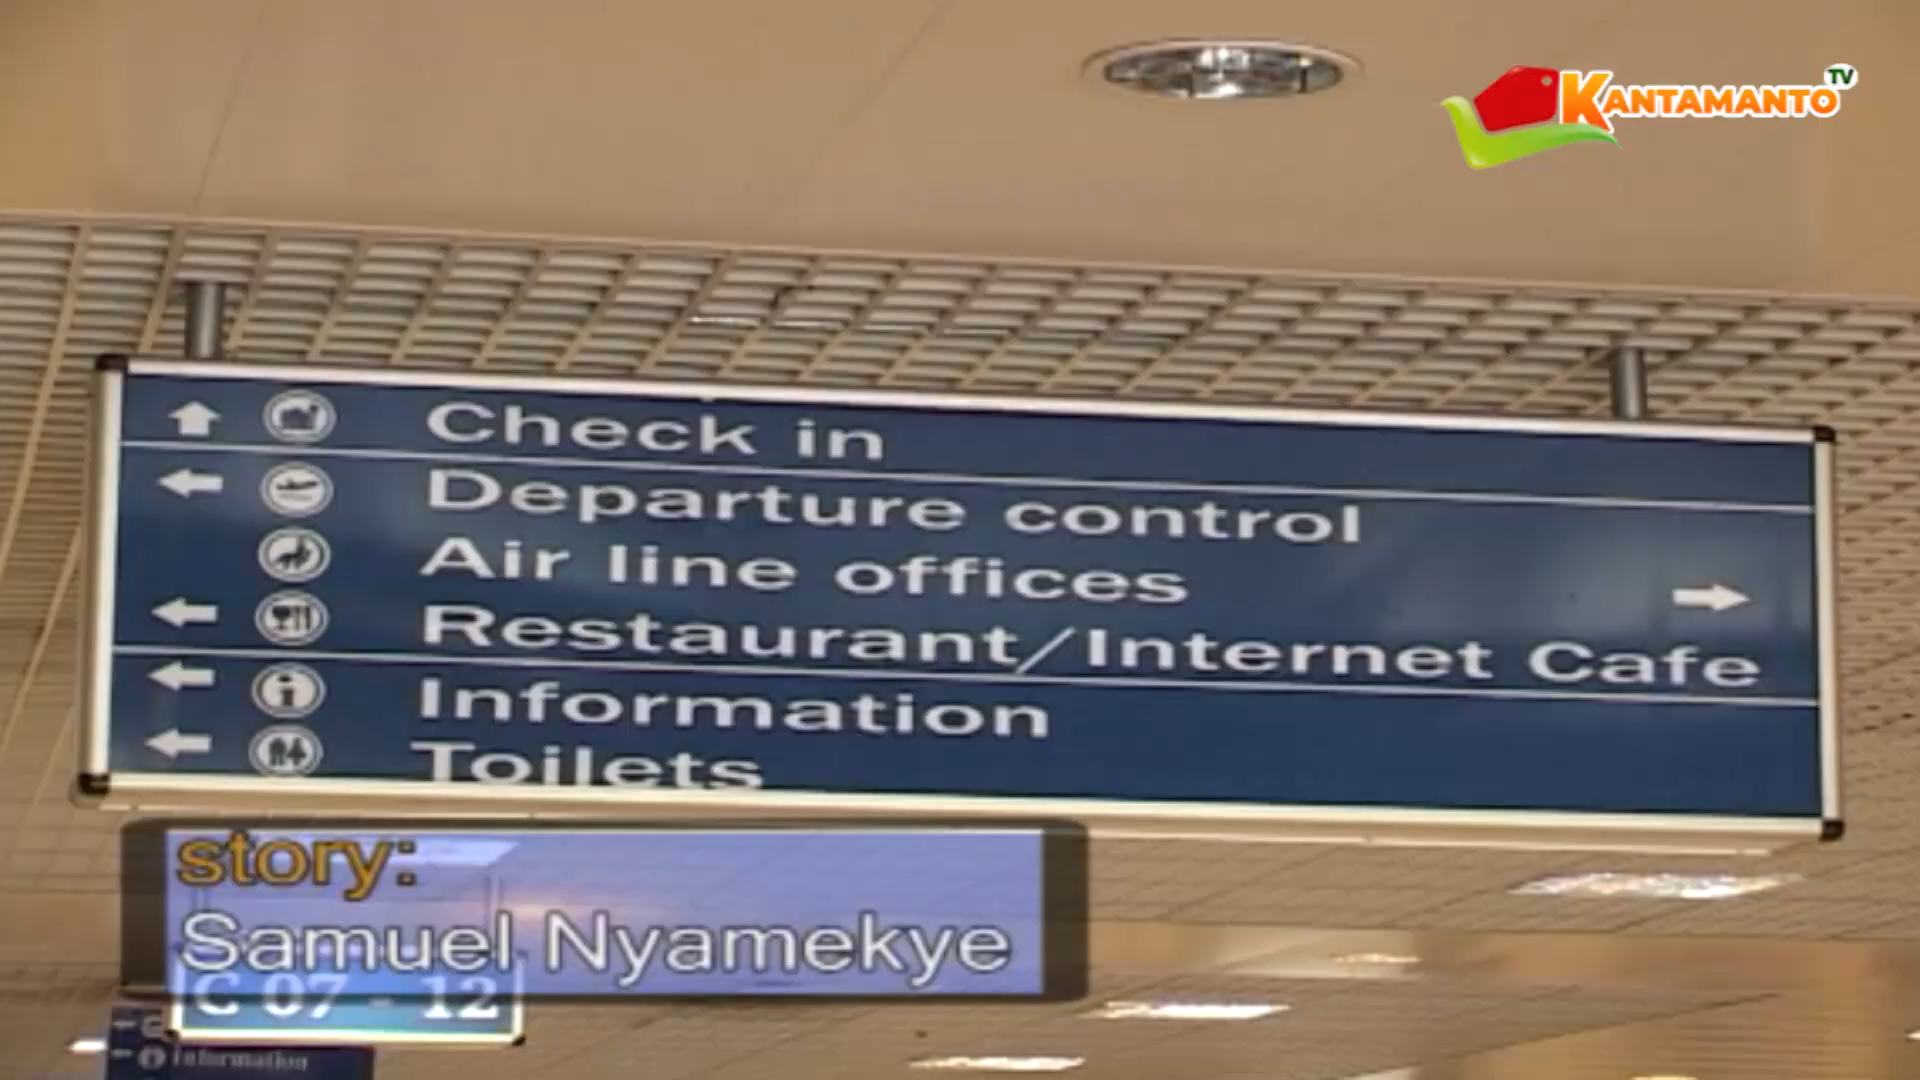 KANTAMANTO TV
Check in
Departure control
Air line offices
Restaurant/Internet Cafe
Information
Toilets
story:
Samuel Nyamekye
C 07 - 12
Information